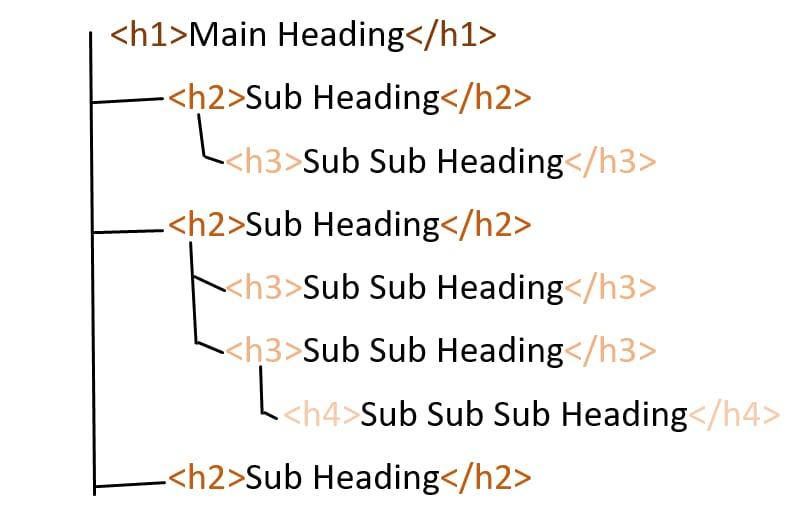 <h1>Main Heading</h1>
<h2>Sub Heading</h2>
<h3>Sub Sub Heading</h3>
<h2>Sub Heading</h2>
<h3>Sub Sub Heading</h3>
<h3>Sub Sub Heading</h3>
<h4>Sub Sub Sub Heading</h4>
<h2>Sub Heading</h2>